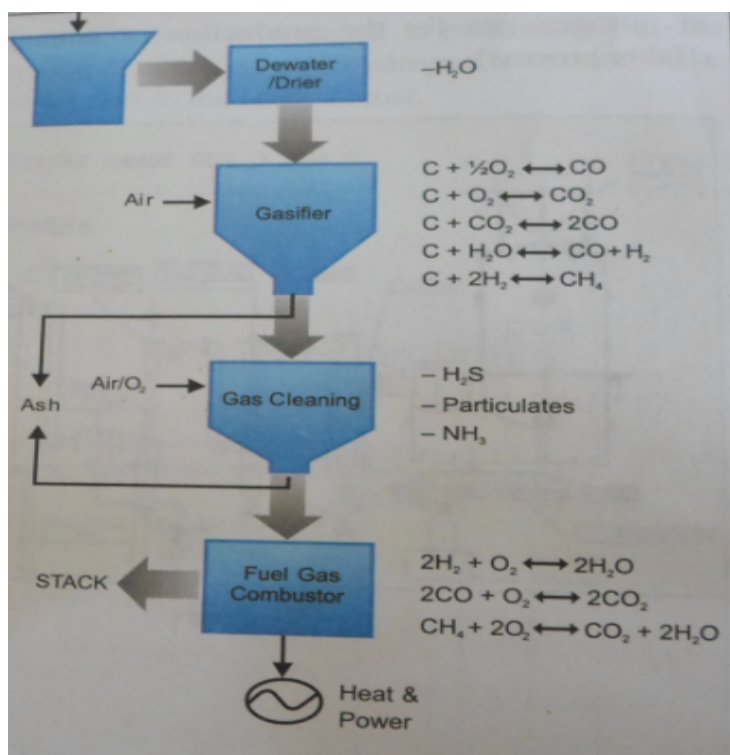 Dewater
/Drier
–H₂O
Air
Gasifier
C + ½O₂ ⟷ CO
C + O₂ ⟷ CO₂
C + CO₂ ⟷ 2CO
C + H₂O ⟷ CO + H₂
C + 2H₂ ⟷ CH₄
Ash
Air/O₂
Gas Cleaning
– H₂S
– Particulates
– NH₃
STACK
Fuel Gas
Combustor
2H₂ + O₂ ⟷ 2H₂O
2CO + O₂ ⟷ 2CO₂
CH₄ + 2O₂ ⟷ CO₂ + 2H₂O
Heat &
Power